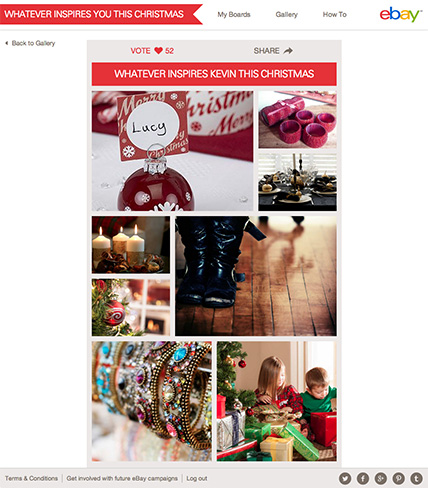 WHATEVER INSPIRES YOU THIS CHRISTMAS
My Boards
Gallery
How To
ebay
Back to Gallery
VOTE 52
SHARE
WHATEVER INSPIRES KEVIN THIS CHRISTMAS
Merry
Christmas
Merry
Lucy
Terms & Conditions
Get involved with future eBay campaigns
Log out